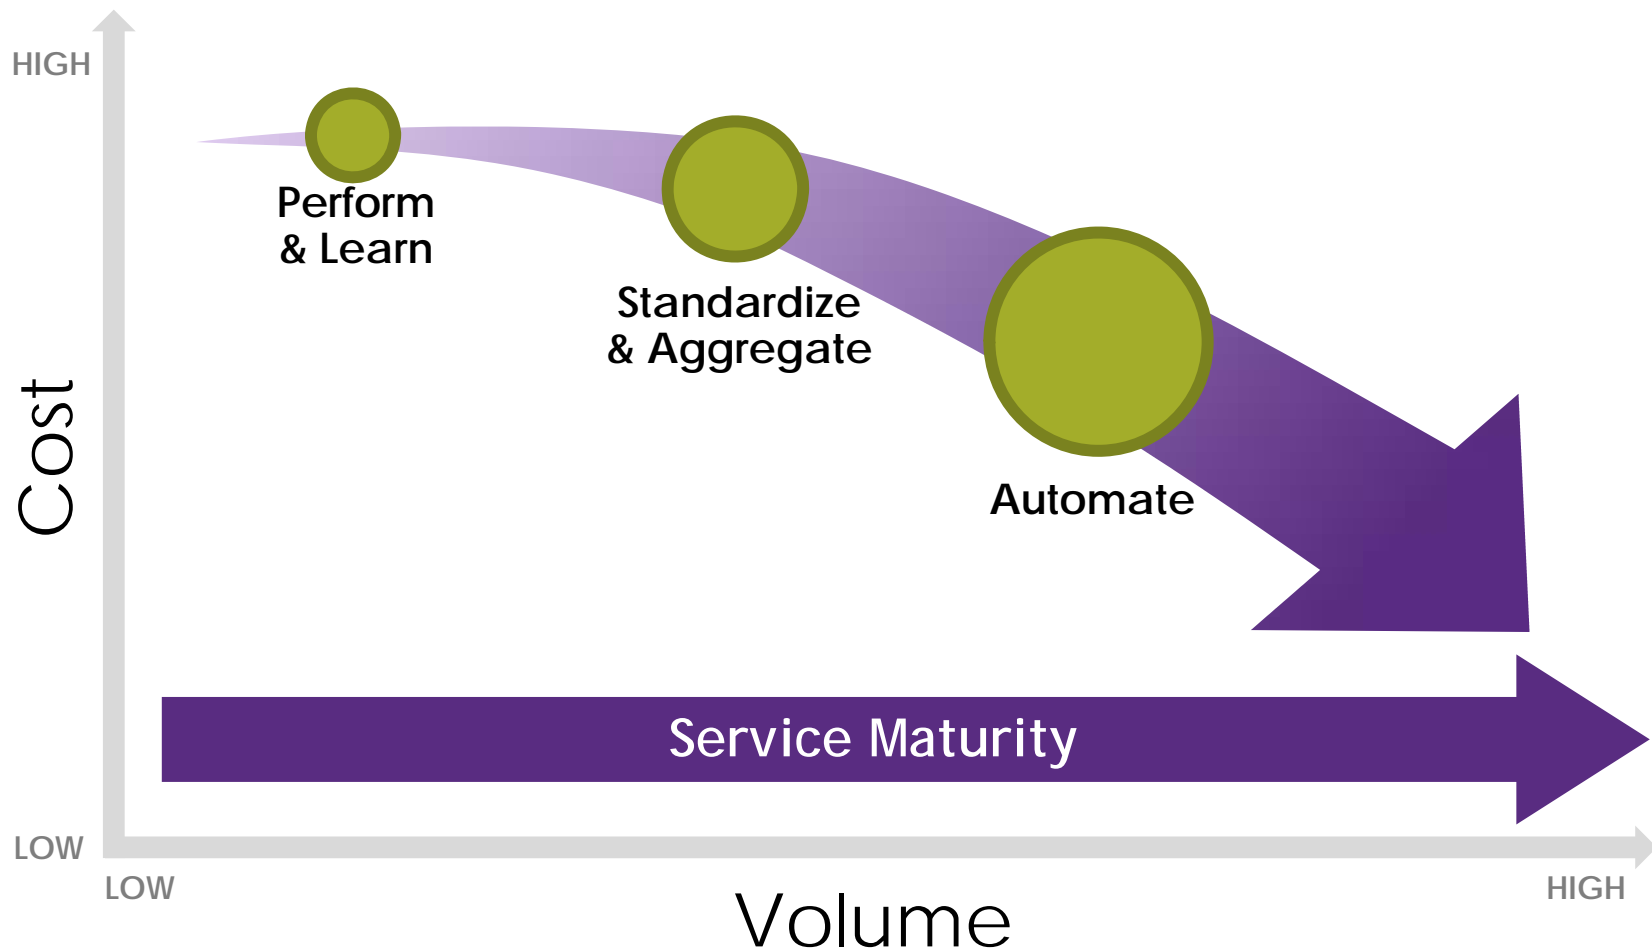 HIGH
Perform
& Learn
Standardize
& Aggregate
Automate
Cost
Service Maturity
LOW
LOW
HIGH
Volume